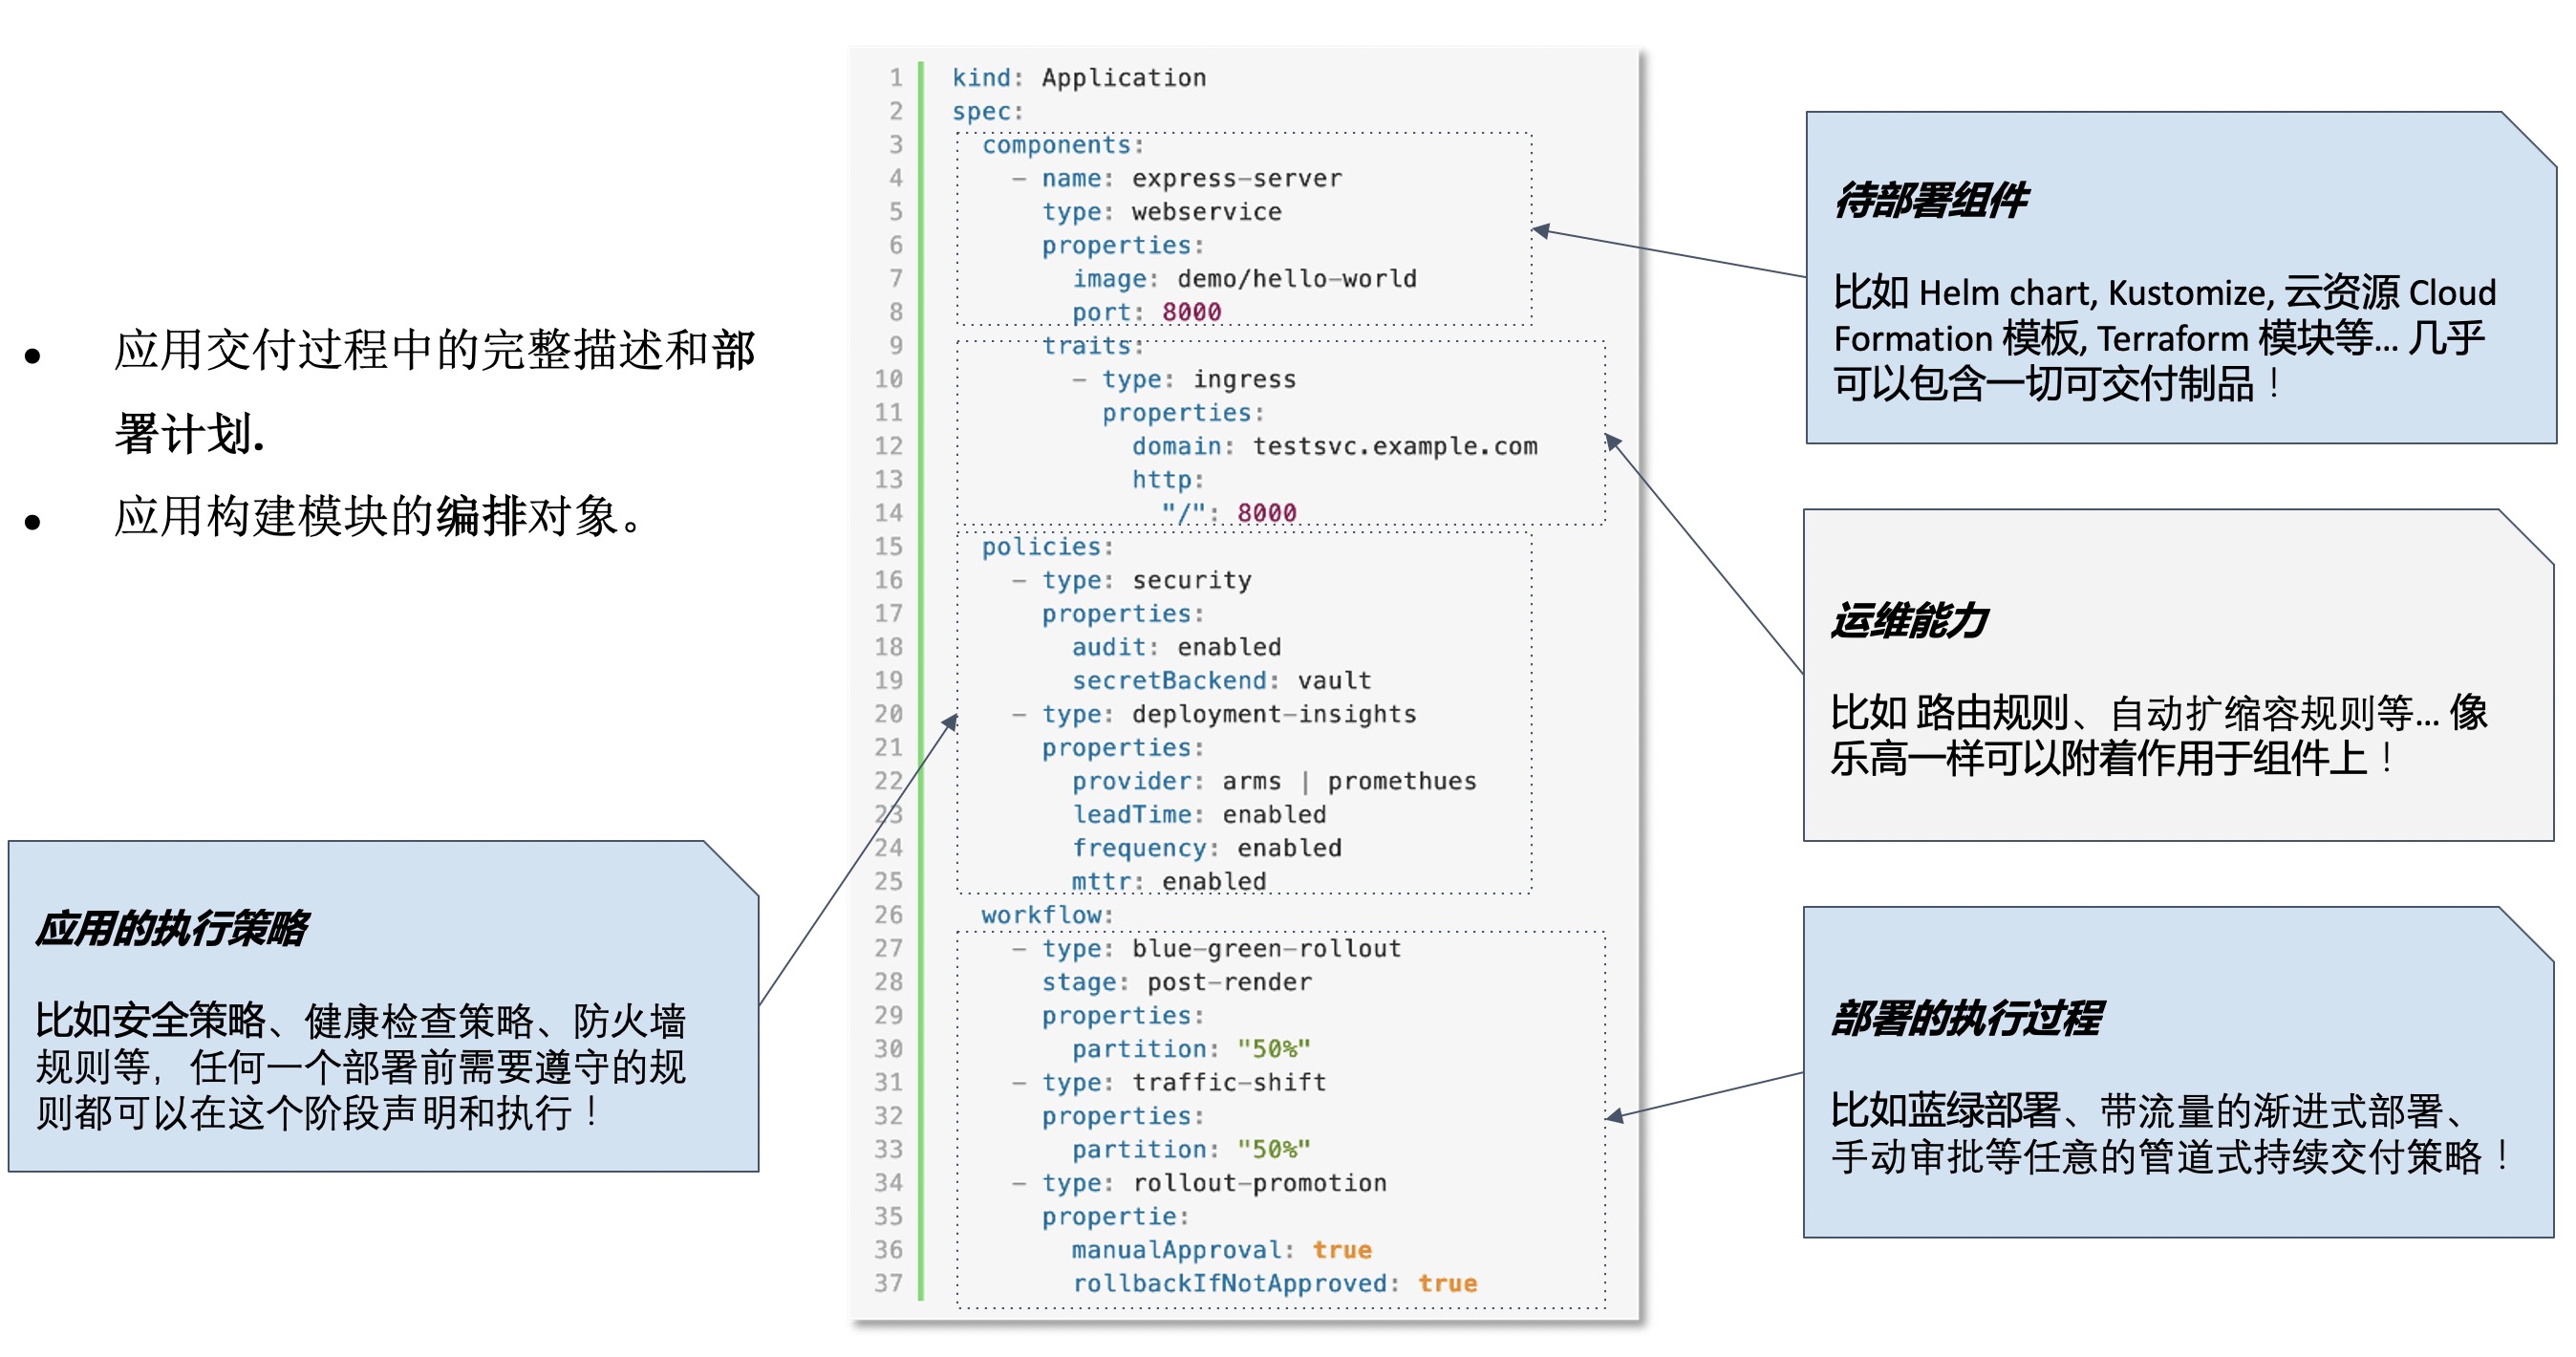 应用交付过程中的完整描述和部
署计划.
应用构建模块的编排对象。
应用的执行策略
比如安全策略、健康检查策略、防火墙
规则等，任何一个部署前需要遵守的规
则都可以在这个阶段声明和执行！
1 kind: Application
2 spec:
3   components:
4     - name: express-server
5       type: webservice
6       properties:
7         image: demo/hello-world
8         port: 8000
9       traits:
10         - type: ingress
11           properties:
12             domain: testsvc.example.com
13             http:
14               "/": 8000
15   policies:
16     - type: security
17       properties:
18         audit: enabled
19         secretBackend: vault
20     - type: deployment-insights
21       properties:
22         provider: arms | promethues
23         leadTime: enabled
24         frequency: enabled
25         mttr: enabled
26   workflow:
27     - type: blue-green-rollout
28       stage: post-render
29       properties:
30         partition: "50%"
31     - type: traffic-shift
32       properties:
33         partition: "50%"
34     - type: rollout-promotion
35       propertie:
36         manualApproval: true
37         rollbackIfNotApproved: true
待部署组件
比如 Helm chart, Kustomize, 云资源 Cloud
Formation 模板, Terraform 模块等... 几乎
可以包含一切可交付制品！
运维能力
比如 路由规则、自动扩缩容规则等... 像
乐高一样可以附着作用于组件上！
部署的执行过程
比如蓝绿部署、带流量的渐进式部署、
手动审批等任意的管道式持续交付策略！